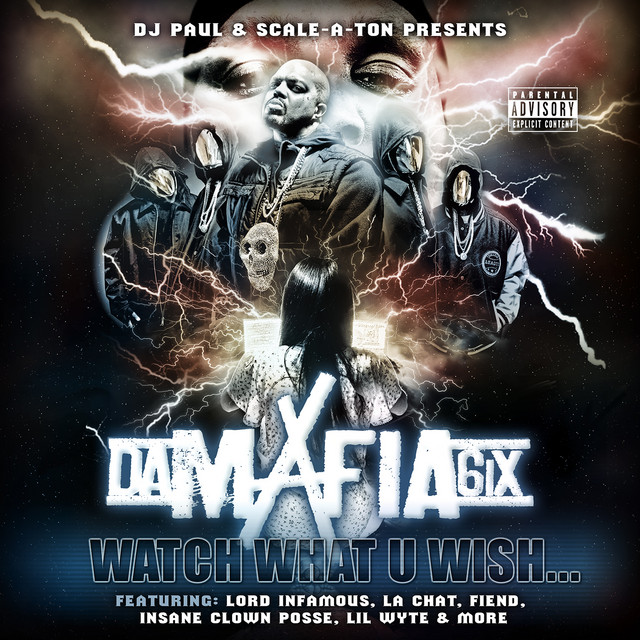 DJ PAUL & SCALE-A-TON PRESENTS
PARENTAL
ADVISORY
EXPLICIT CONTENT
DA MAFIA 6IX
WATCH WHAT U WISH...
FEATURING: LORD INFAMOUS, LA CHAT, FIEND,
INSANE CLOWN POSSE, LIL WYTE & MORE